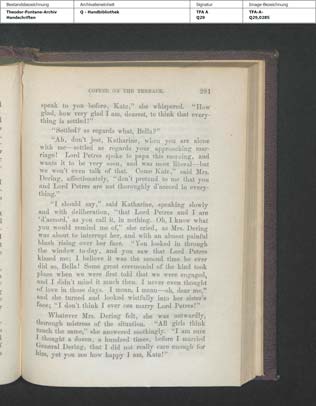 Bestandsbezeichnung Archivaleneinheit Signatur Image-Bezeichnung
Theodor-Fontane-Archiv Q - Handbibliothek TFA A TFA-A-
Handschriften Q29 Q29,0285
COFFEE ON THE TERRACE. 291
speak to you before, Kate," she whispered. "How
glad, how very glad I am, dearest, to think that every-
thing is settled!"
"Settled? as regards what, Bella?"
"Ah, don't say, Katharine, when you are alone
with me—settled as regards your approaching mar-
riage! Lord Petres spoke to papa this morning, and
wants it to be very soon, and was most liberal—but
we won't even talk of that. Come Kate," said Mrs.
Dering, affectionately, "don't pretend to me that you
and Lord Petres are not thoroughly d'accord in every-
thing."
"I should say," said Katharine, speaking slowly
and with deliberation, "that Lord Petres and I are
'd'accord,' as you call it, in nothing. Oh, I know what
you would remind me of," she cried, as Mrs. Dering
was about to interrupt her, and with an almost painful
blush rising over her face. "You looked in through
the window to-day, and you saw that Lord Petres
kissed me; I believe it was the second time he ever
did so, Bella! Some great ceremonial of the kind took
place when we were first told that we were engaged,
and I didn't mind it much then. I never even thought
of love in those days. I mean, I mean—oh, dear me,"
and she turned and looked wistfully into her sister's
face; "I don't think I ever can marry Lord Petres!"
Whatever Mrs. Dering felt, she was outwardly,
thorough mistress of the situation. "All girls think
much the same," she answered soothingly. "I am sure
I thought a dozen, a hundred times, before I married
General Dering, that I did not really care enough for
him, yet you see how happy I am, Kate!"